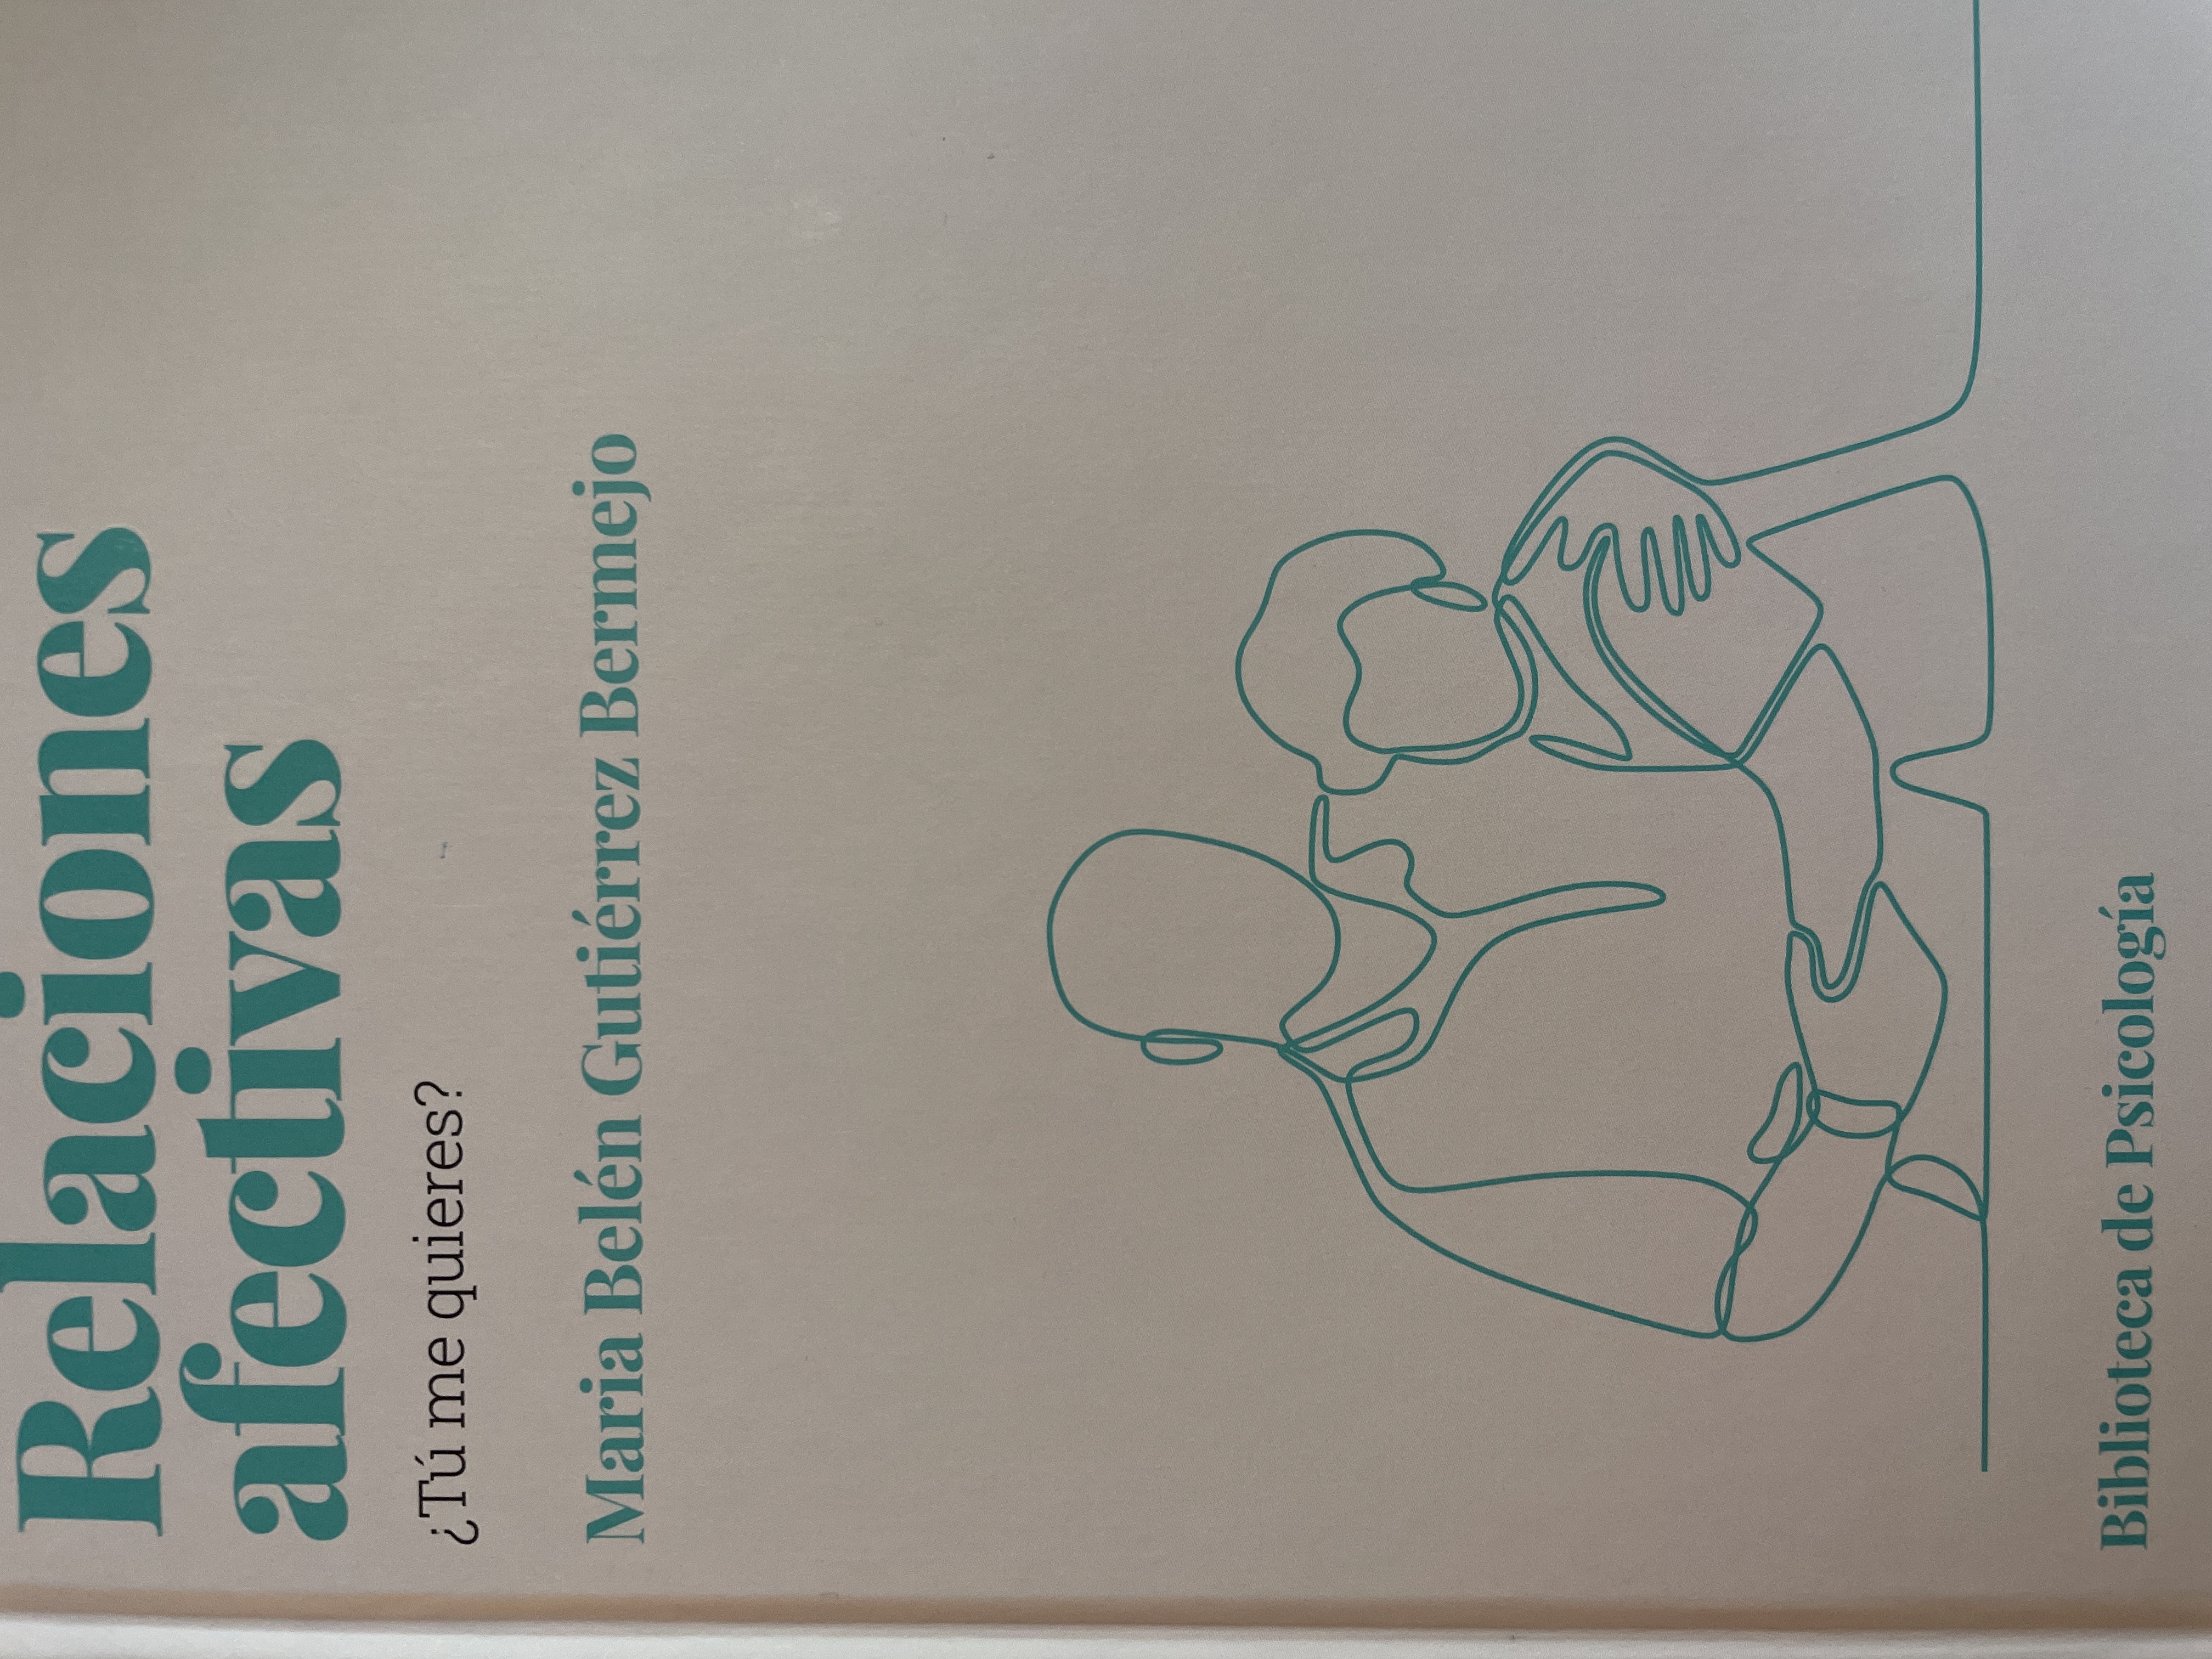 Relaciones
afectivas
¿Tú me quieres?
Maria Belén Gutiérrez Bermejo
Biblioteca de Psicología